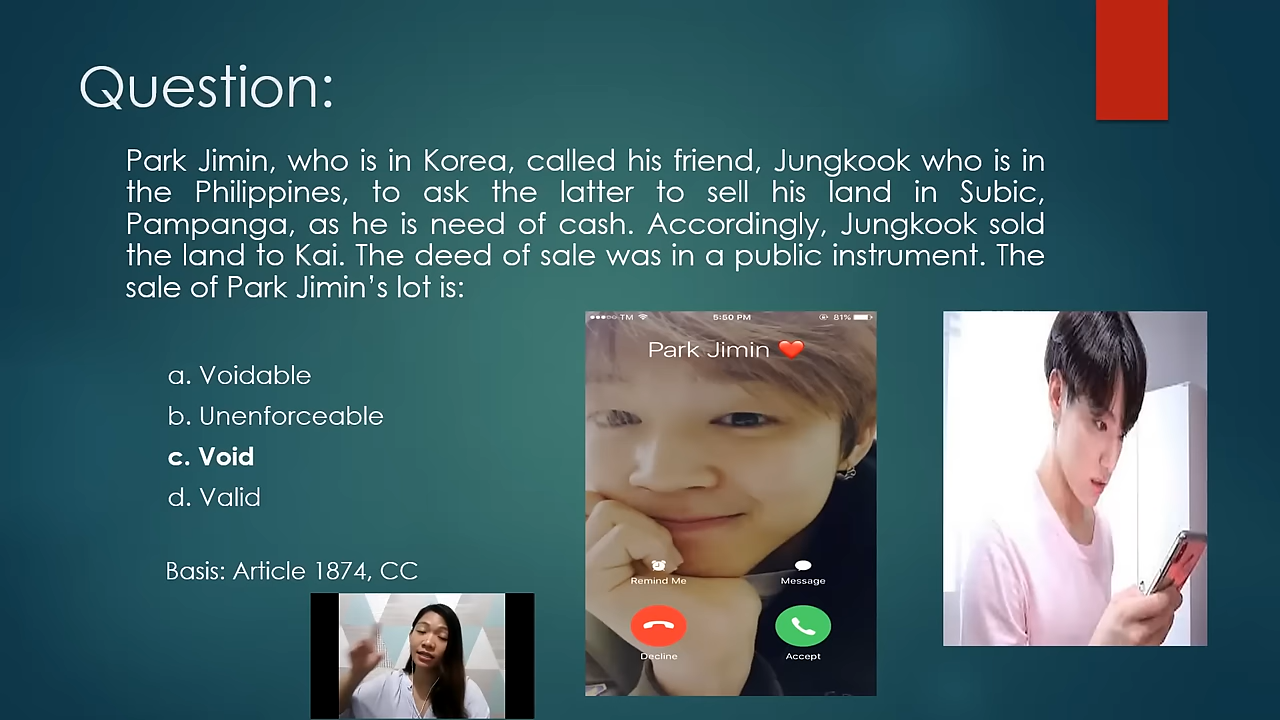 Question:
Park Jimin, who is in Korea, called his friend, Jungkook who is in
the Philippines, to ask the latter to sell his land in Subic,
Pampanga, as he is need of cash. Accordingly, Jungkook sold
the land to Kai. The deed of sale was in a public instrument. The
sale of Park Jimin's lot is:
a. Voidable
b. Unenforceable
c. Void
d. Valid
Basis: Article 1874, CC
TM 5:50 PM 81%
Park Jimin ❤️
Remind Me Message
Decline Accept